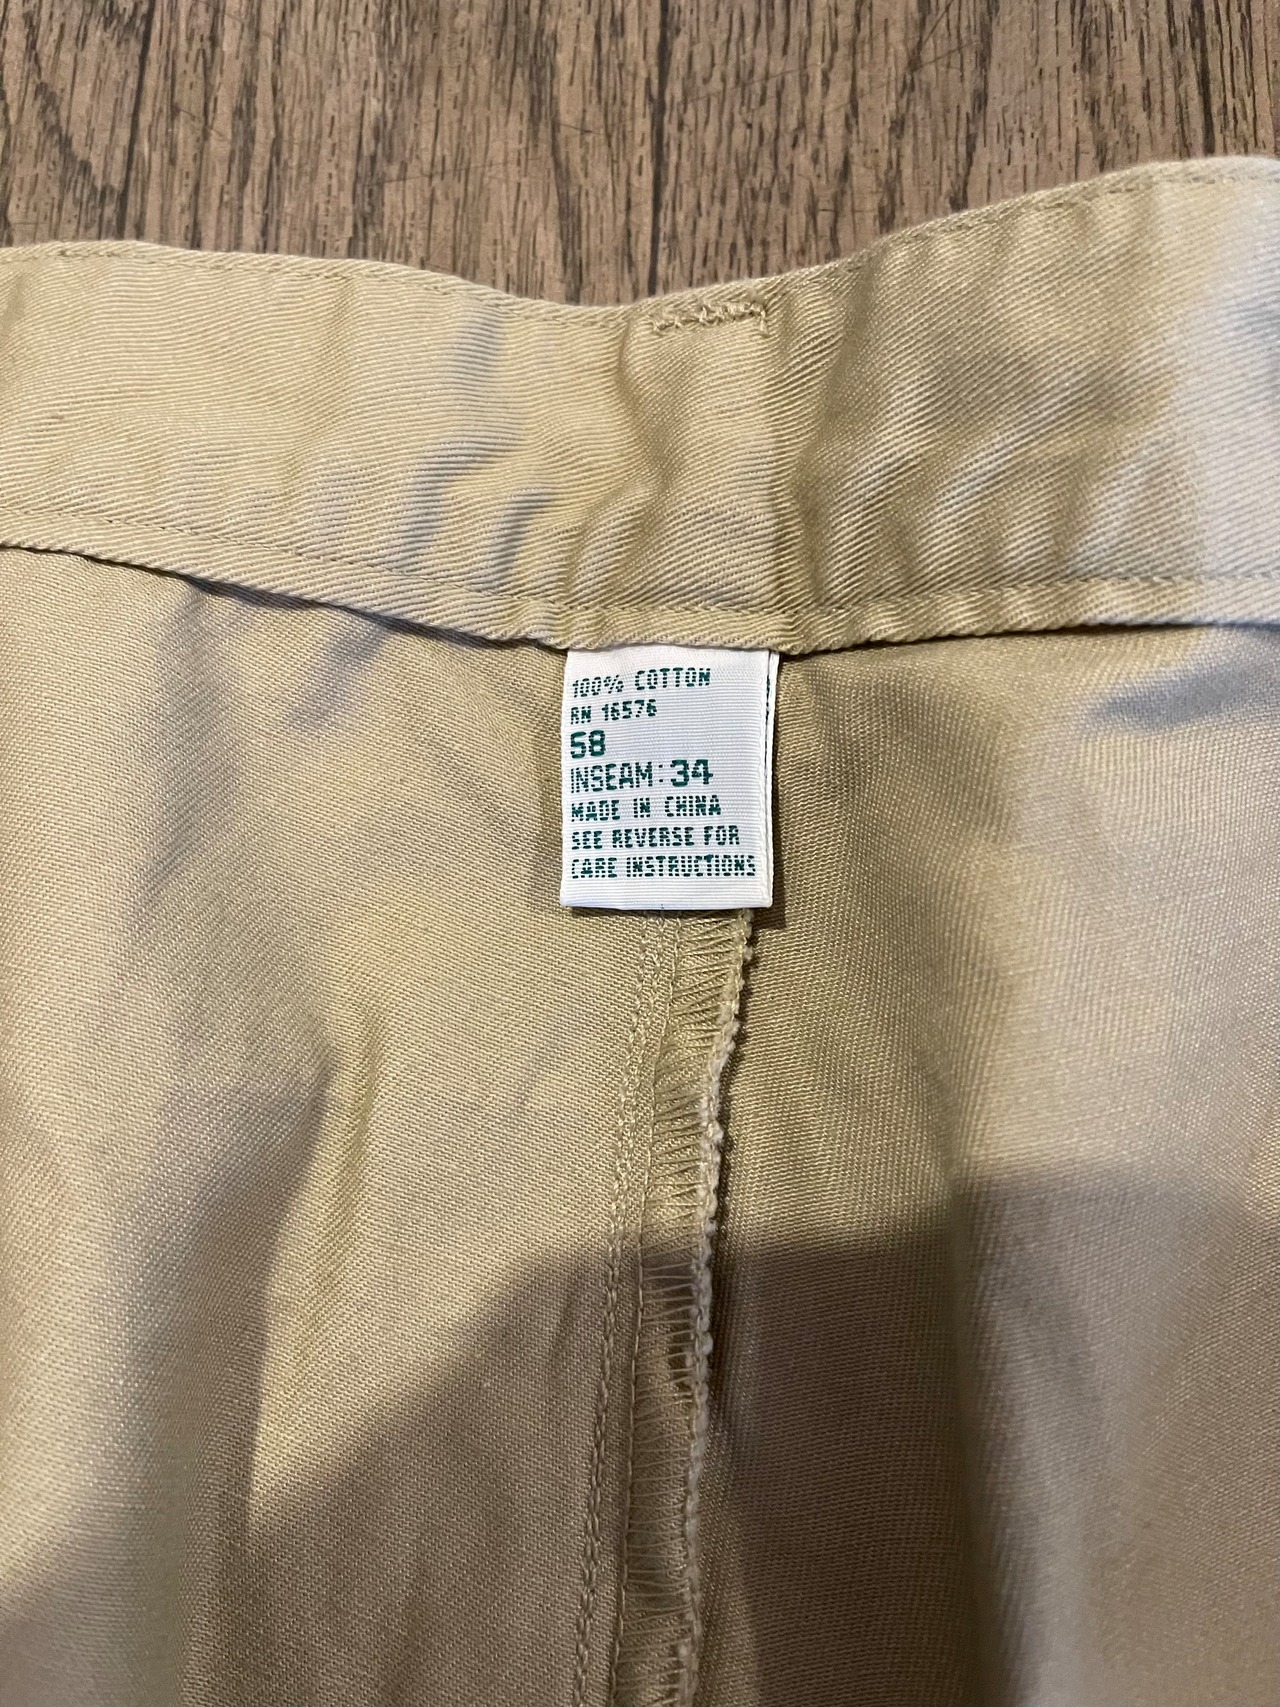 100% COTTON
RN 16576
58
INSEAM: 34
MADE IN CHINA
SEE REVERSE FOR
CARE INSTRUCTIONS